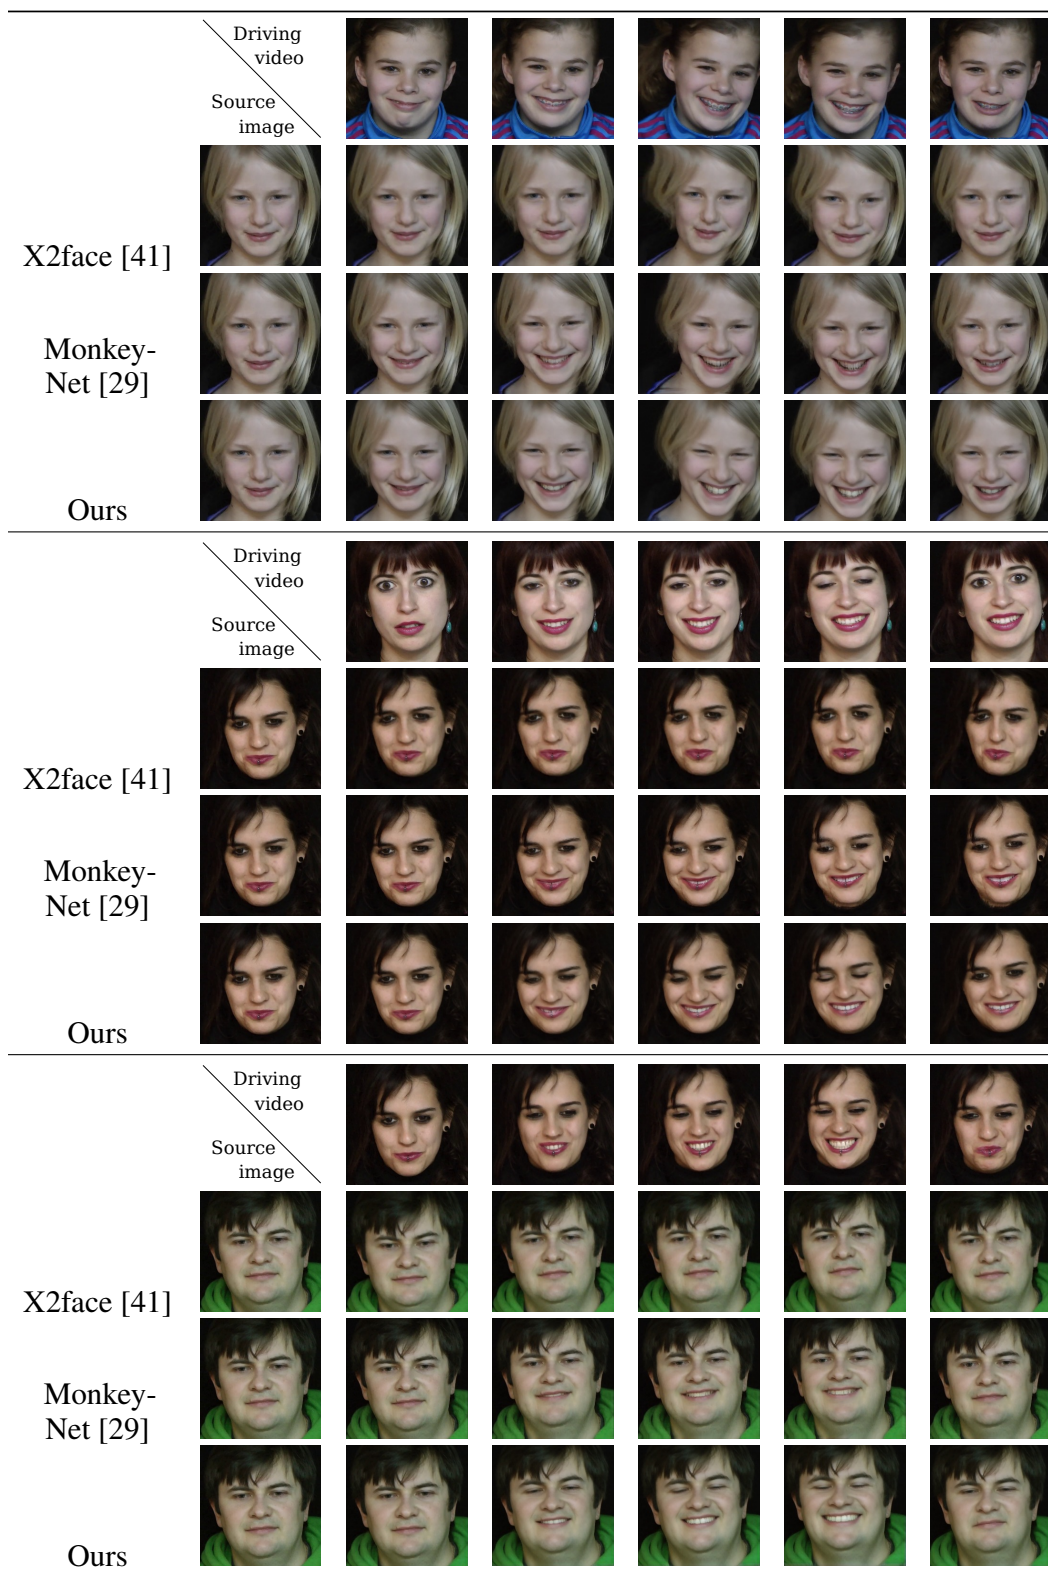 Driving
video
Source
image
X2face [41]
Monkey-
Net [29]
Ours
Driving
video
Source
image
X2face [41]
Monkey-
Net [29]
Ours
Driving
video
Source
image
X2face [41]
Monkey-
Net [29]
Ours